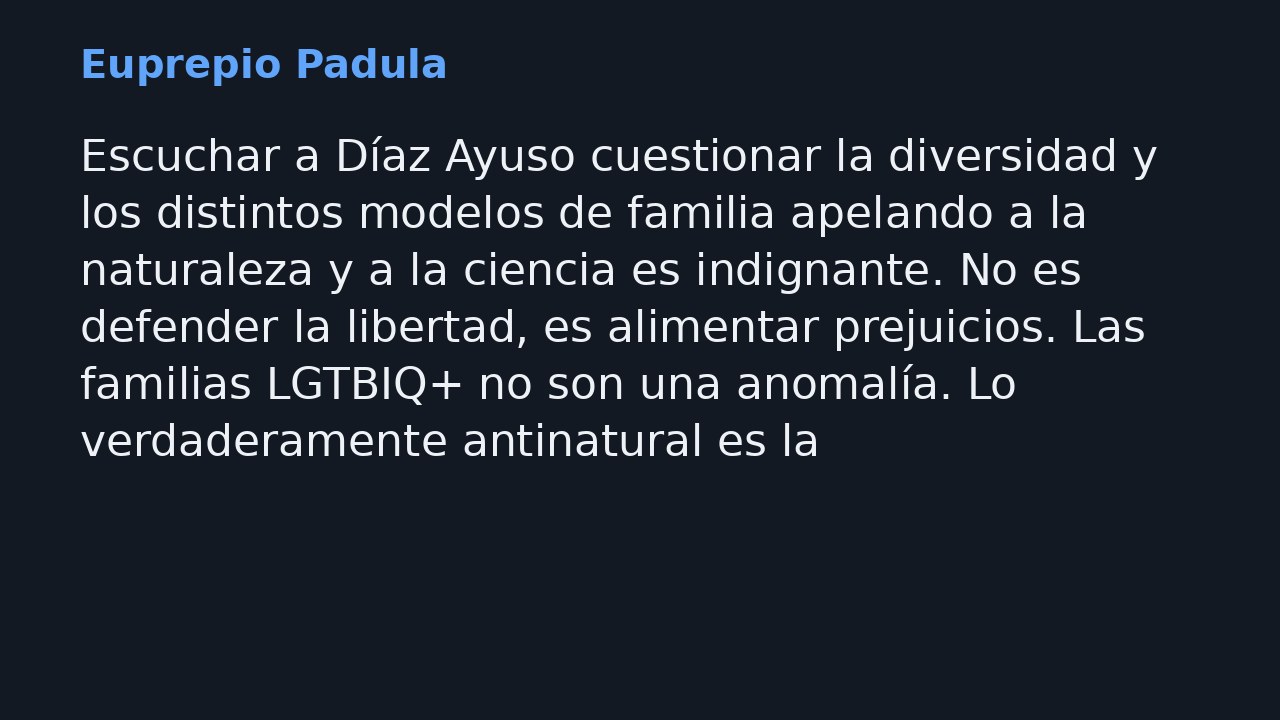 Euprepio Padula
Escuchar a Díaz Ayuso cuestionar la diversidad y
los distintos modelos de familia apelando a la
naturaleza y a la ciencia es indignante. No es
defender la libertad, es alimentar prejuicios. Las
familias LGTBIQ+ no son una anomalía. Lo
verdaderamente antinatural es la